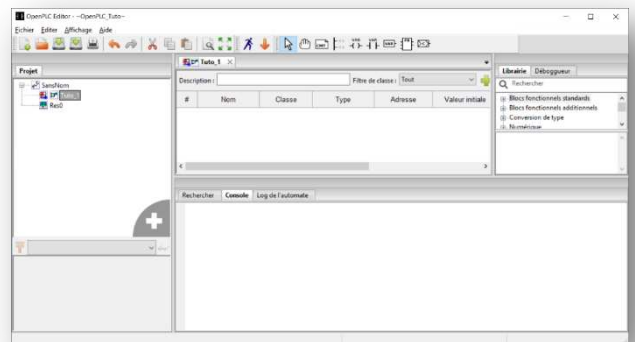 OpenPLC Editor - ~OpenPLC_Tuto~
Fichier Editer Affichage Aide
Tuto_1
Projet
SansNom
Tuto_1
Res0
Description :
Filtre de classe : Tout
# Nom Classe Type Adresse Valeur initiale
Librairie Débogueur
Rechercher
Blocs fonctionnels standards
Blocs fonctionnels additionnels
Conversion de type
Numérique
Rechercher Console Log de l'automate